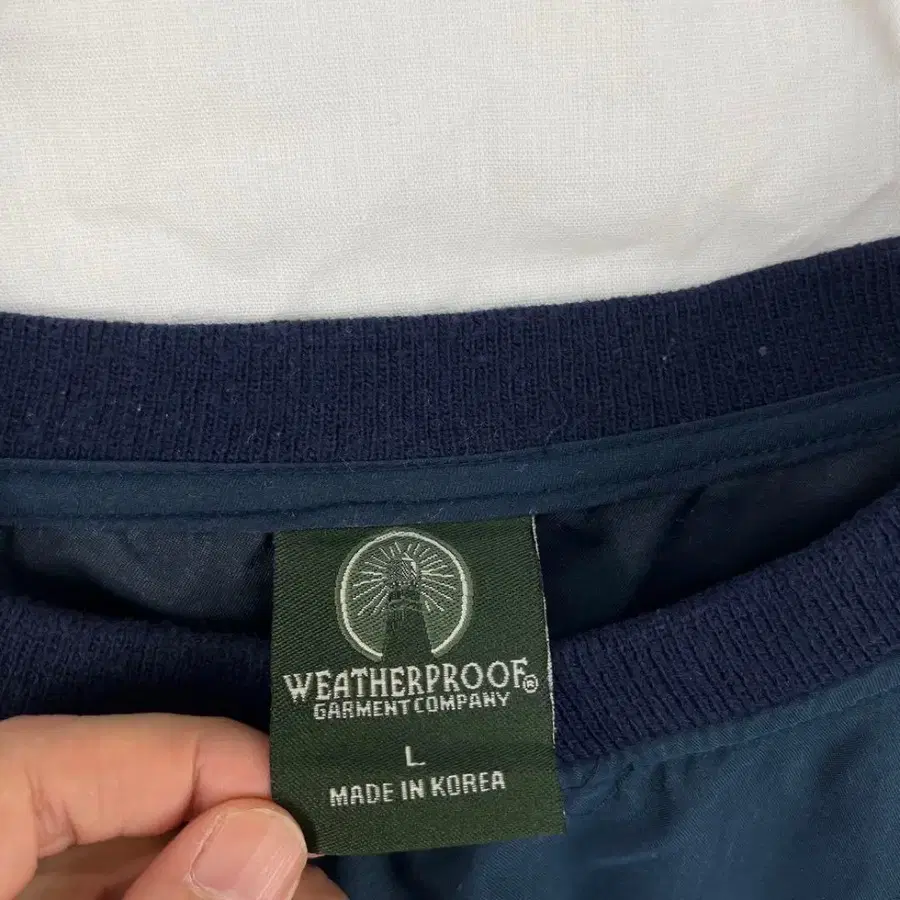 WEATHERPROOF®
GARMENT COMPANY
L
MADE IN KOREA